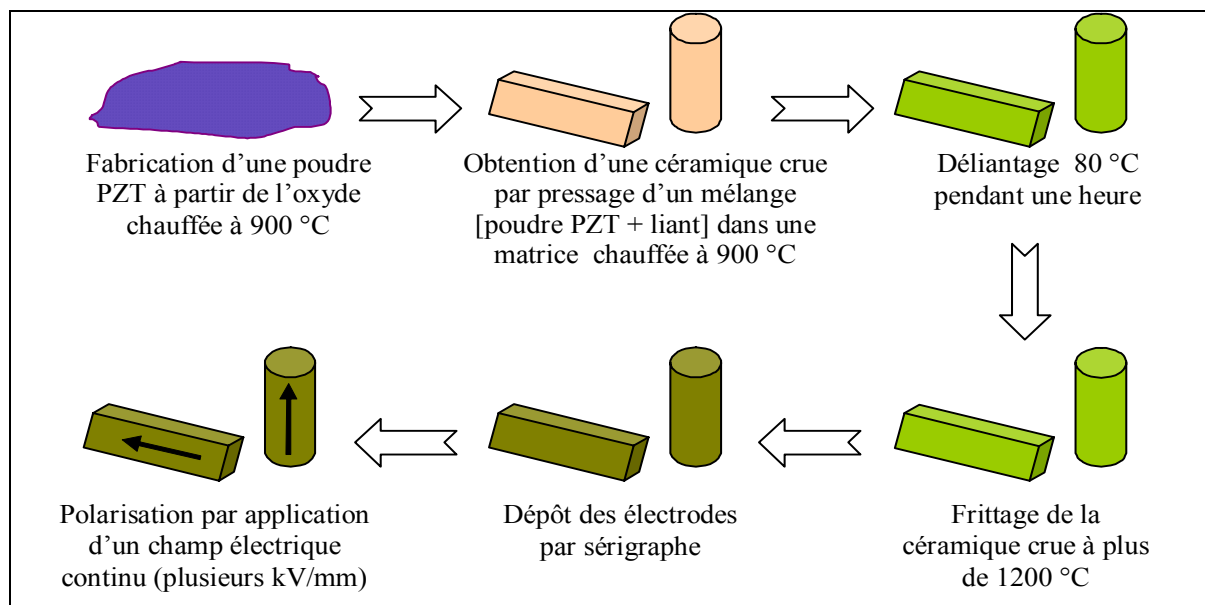 Fabrication d'une poudre
PZT à partir de l'oxyde
chauffée à 900 °C
Obtention d'une céramique crue
par pressage d'un mélange
[poudre PZT + liant] dans une
matrice chauffée à 900 °C
Déliantage 80 °C
pendant une heure
Frittage de la
céramique crue à plus
de 1200 °C
Dépôt des électrodes
par sérigraphe
Polarisation par application
d'un champ électrique
continu (plusieurs kV/mm)